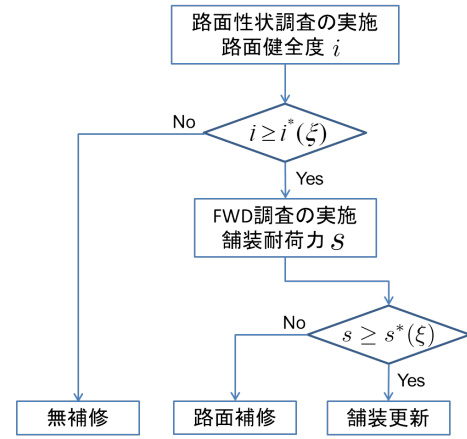 路面性状調査の実施
路面健全度 i
No
i ≥ i*(ξ)
Yes
FWD調査の実施
舗装耐荷力 s
No
s ≥ s*(ξ)
Yes
無補修
路面補修
舗装更新